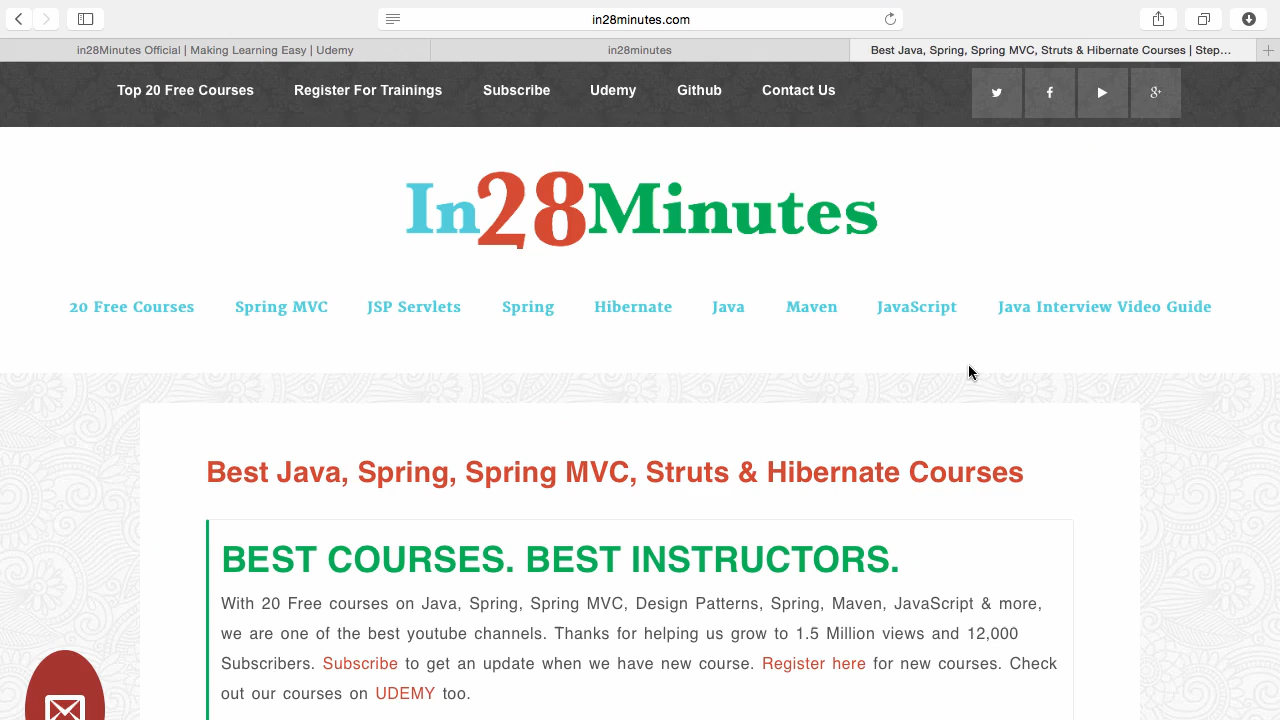 in28minutes.com
in28Minutes Official | Making Learning Easy | Udemy
in28minutes
Best Java, Spring, Spring MVC, Struts & Hibernate Courses | Step...
Top 20 Free Courses
Register For Trainings
Subscribe
Udemy
Github
Contact Us
In28Minutes
20 Free Courses
Spring MVC
JSP Servlets
Spring
Hibernate
Java
Maven
JavaScript
Java Interview Video Guide
Best Java, Spring, Spring MVC, Struts & Hibernate Courses
BEST COURSES. BEST INSTRUCTORS.
With 20 Free courses on Java, Spring, Spring MVC, Design Patterns, Spring, Maven, JavaScript & more,
we are one of the best youtube channels. Thanks for helping us grow to 1.5 Million views and 12,000
Subscribers. Subscribe to get an update when we have new course. Register here for new courses. Check
out our courses on UDEMY too.